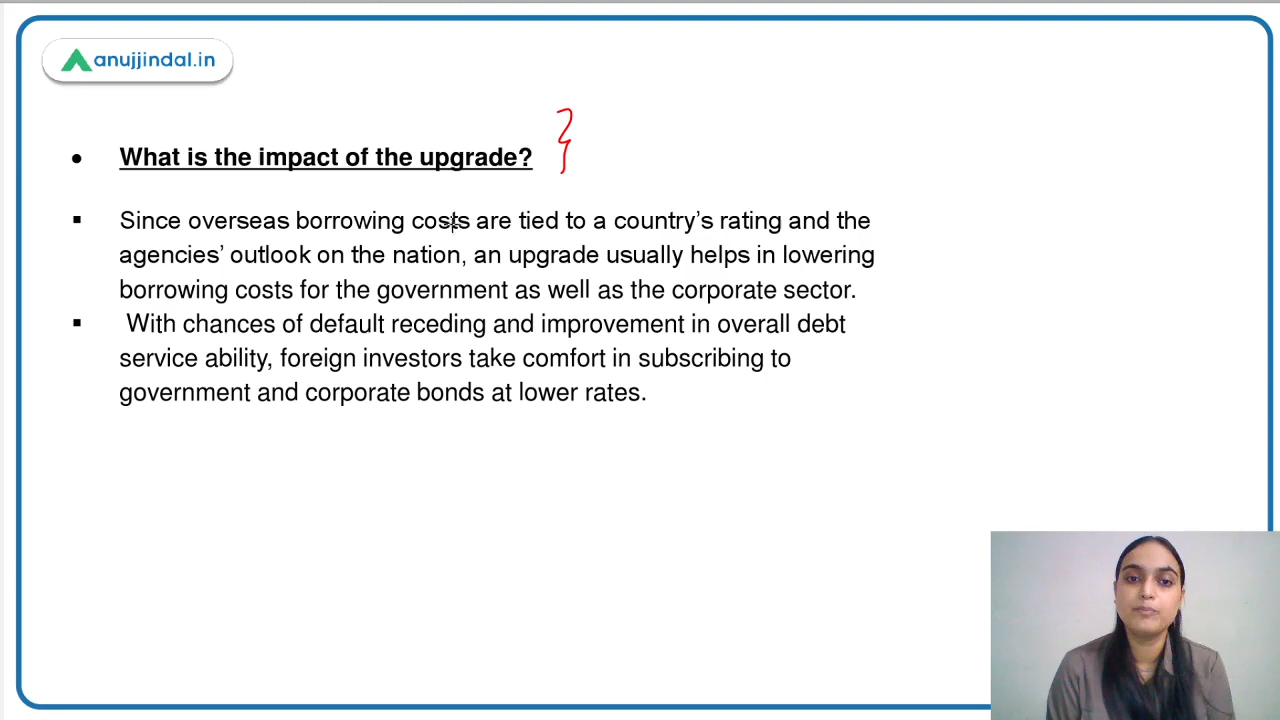 anujjindal.in
• What is the impact of the upgrade?
▪ Since overseas borrowing costs are tied to a country’s rating and the
agencies’ outlook on the nation, an upgrade usually helps in lowering
borrowing costs for the government as well as the corporate sector.
▪ With chances of default receding and improvement in overall debt
service ability, foreign investors take comfort in subscribing to
government and corporate bonds at lower rates.